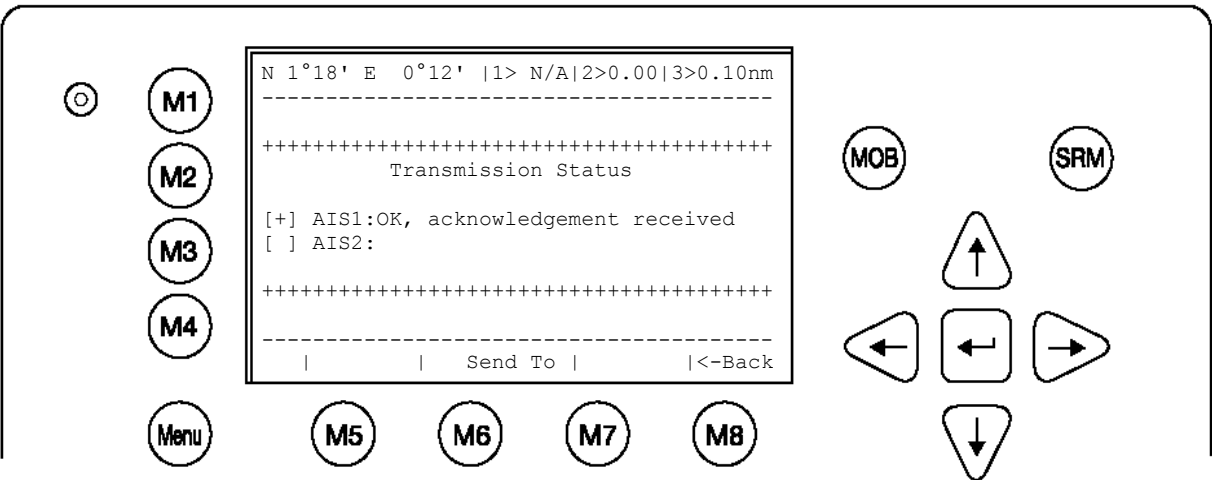 N 1°18' E 0°12' |1> N/A|2>0.00|3>0.10nm
----------------------------------------
++++++++++++++++++++++++++++++++++++++++
Transmission Status
[+] AIS1:OK, acknowledgement received
[ ] AIS2:
++++++++++++++++++++++++++++++++++++++++
----------------------------------------
| | Send To | |<-Back
M1
M2
M3
M4
Menu
M5 M6 M7 M8
MOB SRM
↑
← ↵ →
↓